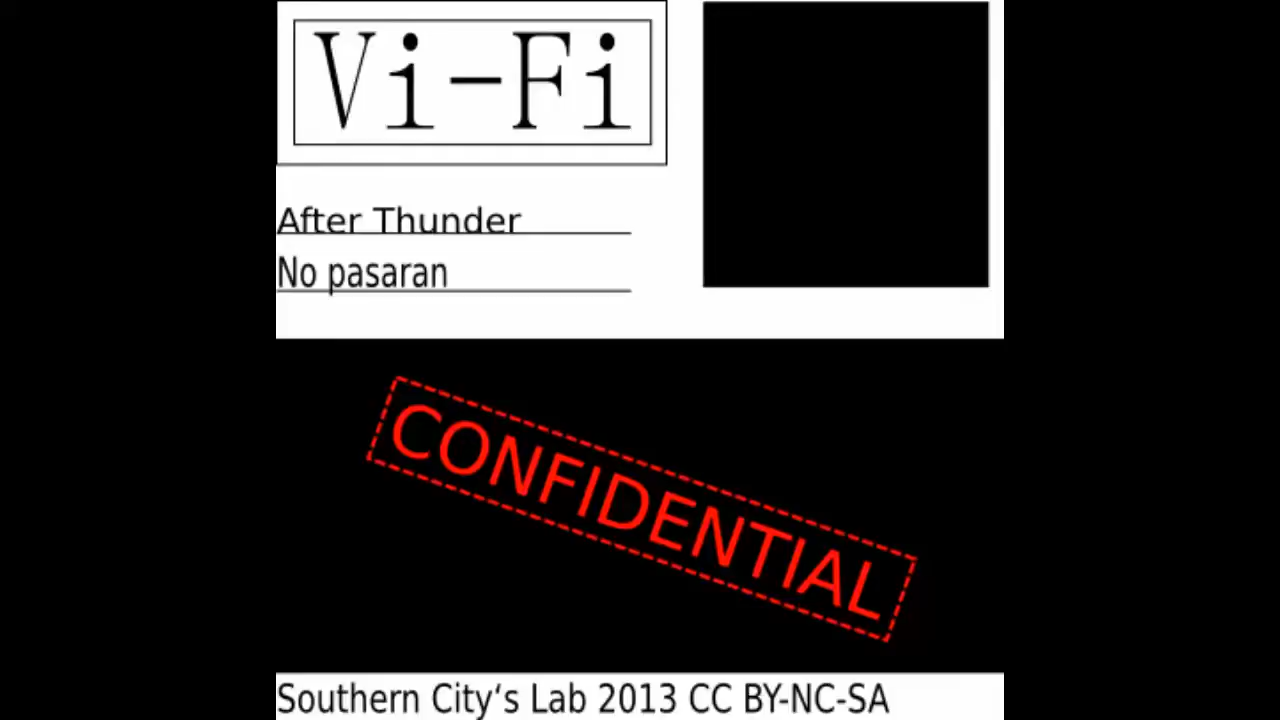 Vi-Fi
After Thunder
No pasaran
CONFIDENTIAL
Southern City‘s Lab 2013 CC BY-NC-SA